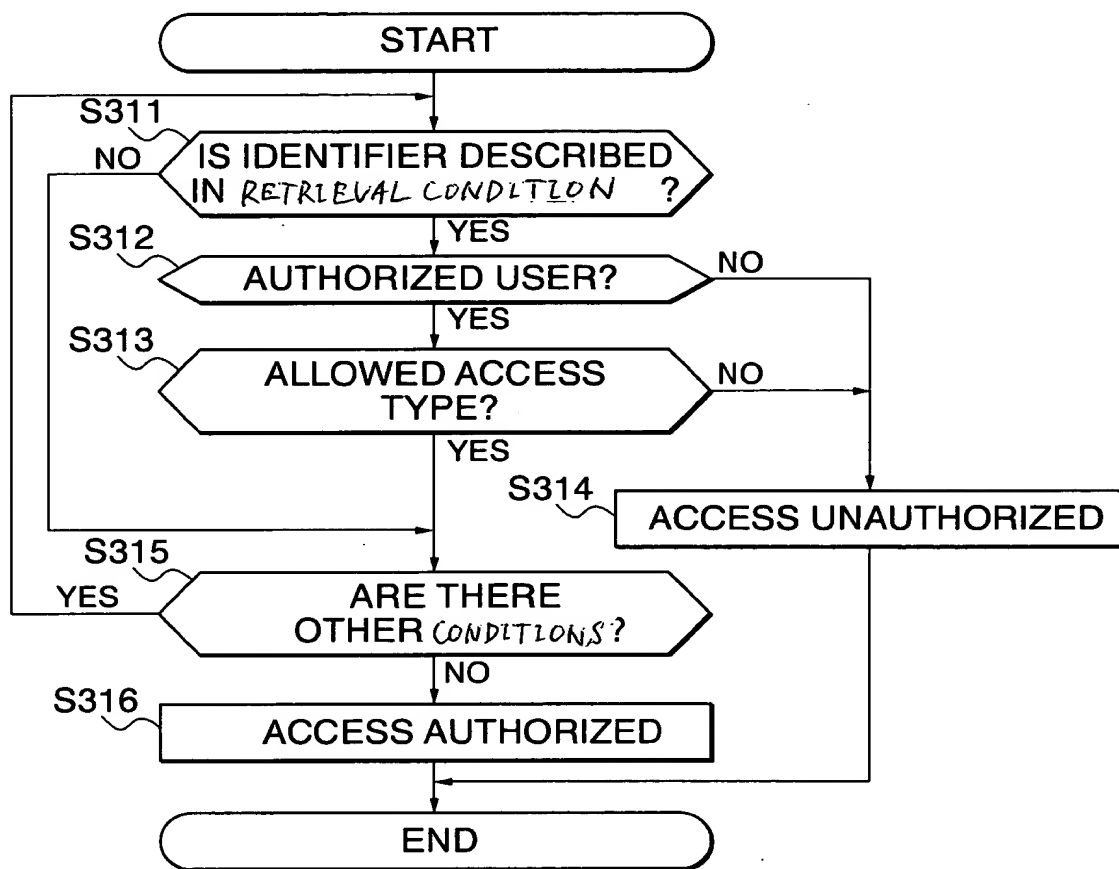 START
S311
NO
IS IDENTIFIER DESCRIBED
IN RETRIEVAL CONDITION ?
YES
S312
AUTHORIZED USER?
NO
YES
S313
ALLOWED ACCESS
TYPE?
NO
YES
S314
ACCESS UNAUTHORIZED
S315
YES
ARE THERE
OTHER CONDITIONS?
NO
S316
ACCESS AUTHORIZED
END